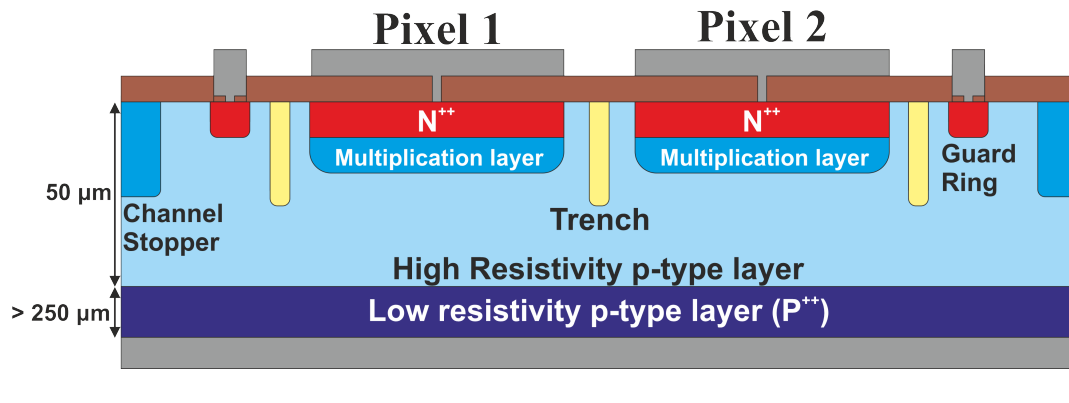 Pixel 1
Pixel 2
N⁺⁺
N⁺⁺
Multiplication layer
Multiplication layer
Guard
Ring
50 μm
Channel
Stopper
Trench
High Resistivity p-type layer
> 250 μm
Low resistivity p-type layer (P⁺⁺)